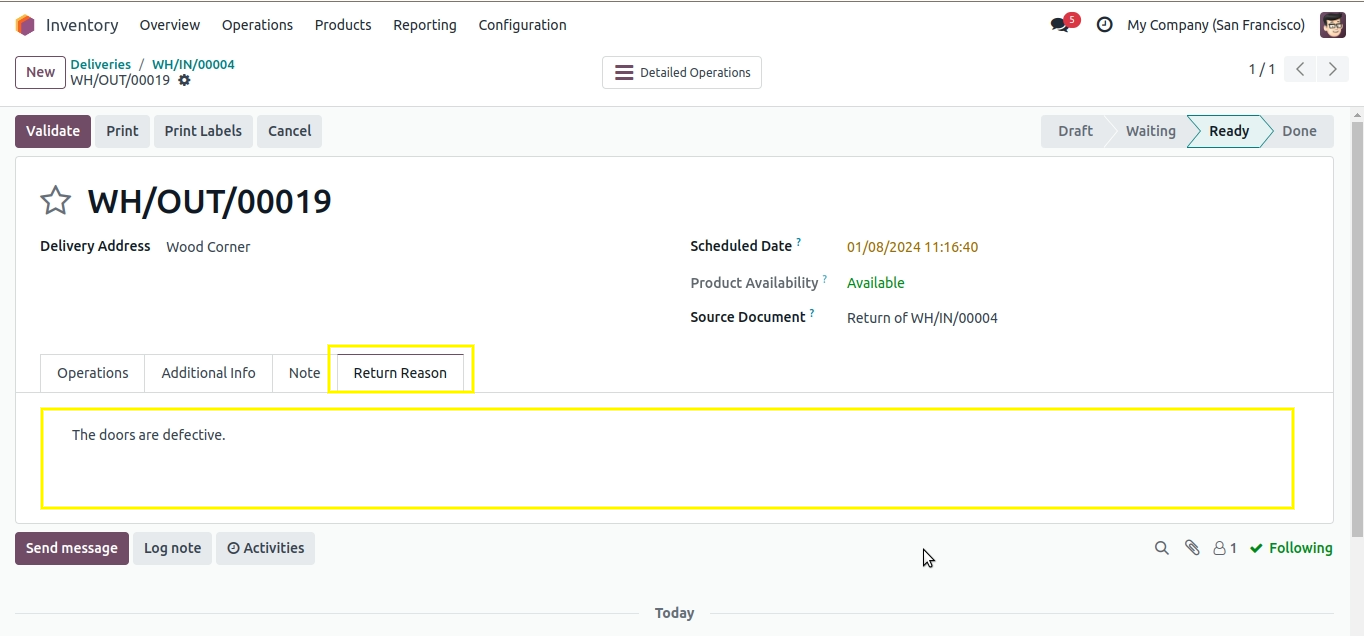 Inventory Overview Operations Products Reporting Configuration 5 My Company (San Francisco)
New Deliveries / WH/IN/00004
WH/OUT/00019
Detailed Operations
1 / 1
Validate Print Print Labels Cancel Draft Waiting Ready Done
WH/OUT/00019
Delivery Address Wood Corner
Scheduled Date ? 01/08/2024 11:16:40
Product Availability ? Available
Source Document ? Return of WH/IN/00004
Operations Additional Info Note Return Reason
The doors are defective.
Send message Log note Activities 1 Following
Today